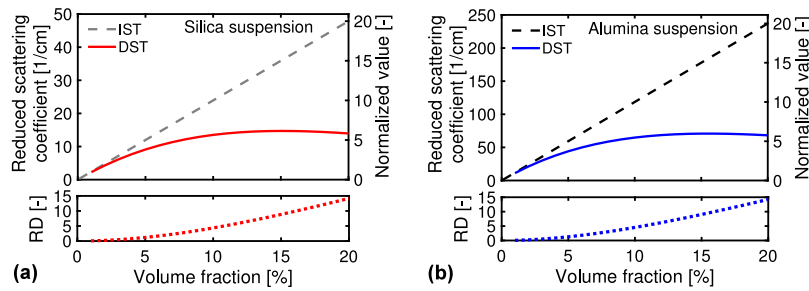 Silica suspension
IST
DST
Reduced scattering
coefficient [1/cm]
50
40
30
20
10
0
Normalized value [-]
20
15
10
5
0
RD [-]
15
10
5
0
0 5 10 15 20
Volume fraction [%]
(a)
Alumina suspension
IST
DST
Reduced scattering
coefficient [1/cm]
250
200
150
100
50
0
Normalized value [-]
20
15
10
5
0
RD [-]
15
10
5
0
0 5 10 15 20
Volume fraction [%]
(b)